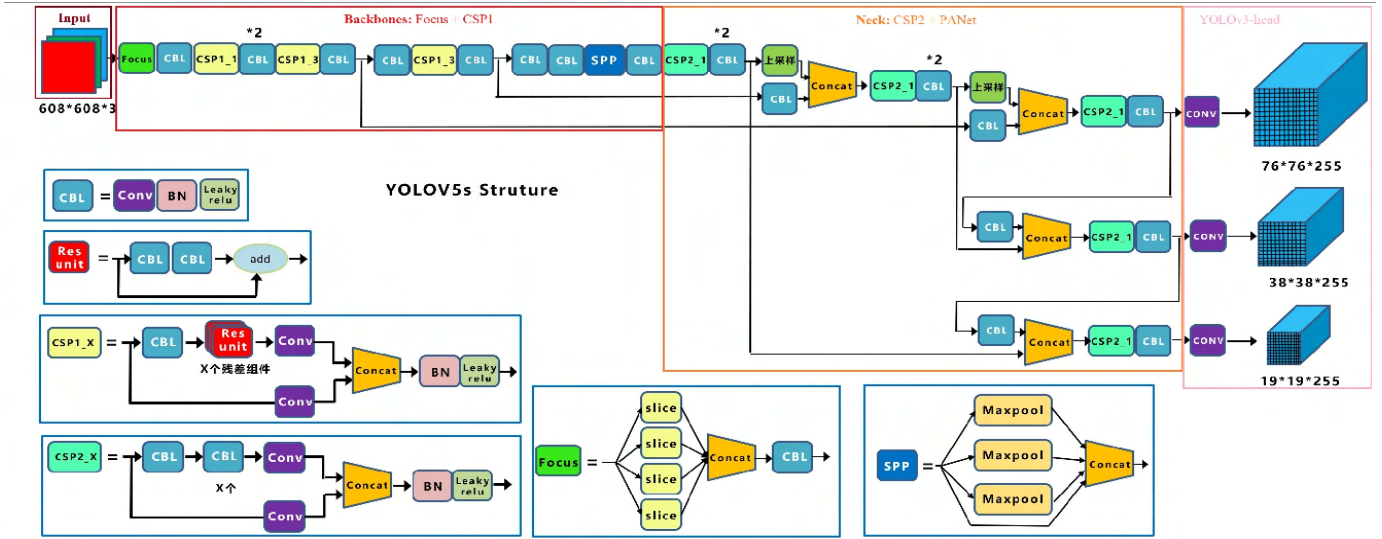 Input
Backbones: Focus + CSP1
Neck: CSP2 + PANet
YOLOv3-head
*2
*2
Focus
CBL
CSP1_1
CBL
CSP1_3
CBL
CBL
CSP1_3
CBL
CBL
CBL
SPP
CBL
CSP2_1
CBL
上采样
CBL
Concat
*2
CSP2_1
CBL
上采样
CBL
Concat
CSP2_1
CBL
CONV
608*608*3
76*76*255
YOLOV5s Struture
CBL
=
Conv
BN
Leaky
relu
CBL
Concat
CSP2_1
CBL
CONV
38*38*255
Res
unit
=
CBL
CBL
add
CBL
Concat
CSP2_1
CBL
CONV
19*19*255
CSP1_X
=
CBL
Res
unit
Conv
X个残差组件
Conv
Concat
BN
Leaky
relu
CSP2_X
=
CBL
CBL
Conv
X个
Conv
Concat
BN
Leaky
relu
Focus
=
slice
slice
slice
slice
Concat
CBL
SPP
=
Maxpool
Maxpool
Maxpool
Concat